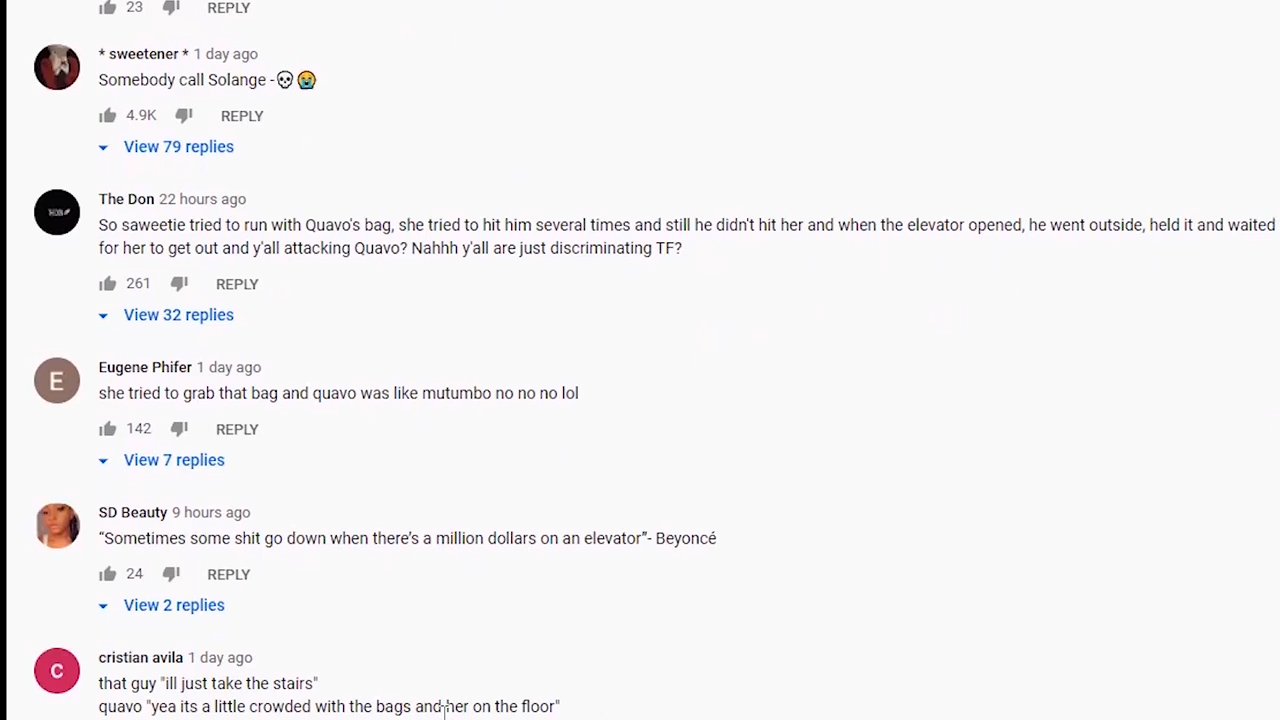 23 REPLY
* sweetener * 1 day ago
Somebody call Solange -💀😭
4.9K REPLY
View 79 replies
The Don 22 hours ago
So saweetie tried to run with Quavo's bag, she tried to hit him several times and still he didn't hit her and when the elevator opened, he went outside, held it and waited
for her to get out and y'all attacking Quavo? Nahhh y'all are just discriminating TF?
261 REPLY
View 32 replies
E
Eugene Phifer 1 day ago
she tried to grab that bag and quavo was like mutumbo no no no lol
142 REPLY
View 7 replies
SD Beauty 9 hours ago
“Sometimes some shit go down when there’s a million dollars on an elevator”- Beyoncé
24 REPLY
View 2 replies
C
cristian avila 1 day ago
that guy "ill just take the stairs"
quavo "yea its a little crowded with the bags and her on the floor"